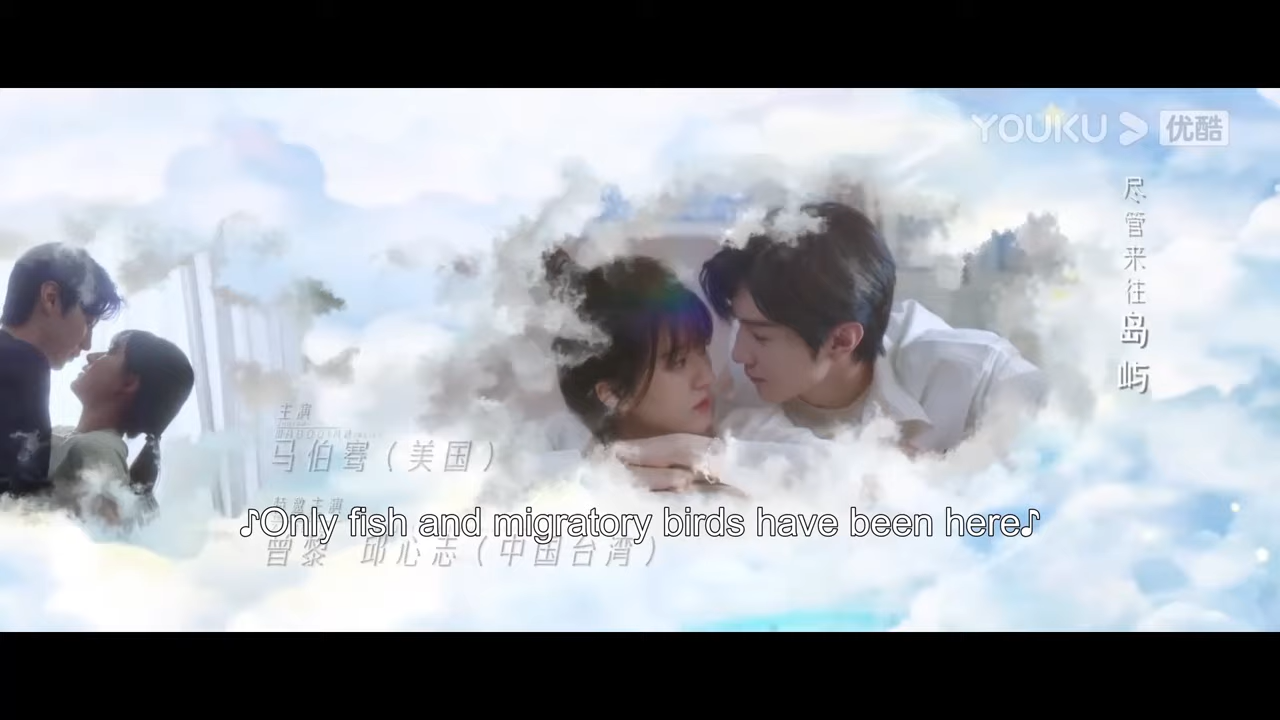 YOUKU 优酷
尽管来往岛屿
主演
马伯骞（美国）
♪Only fish and migratory birds have been here♪
曾黎 邱心志（中国台湾）